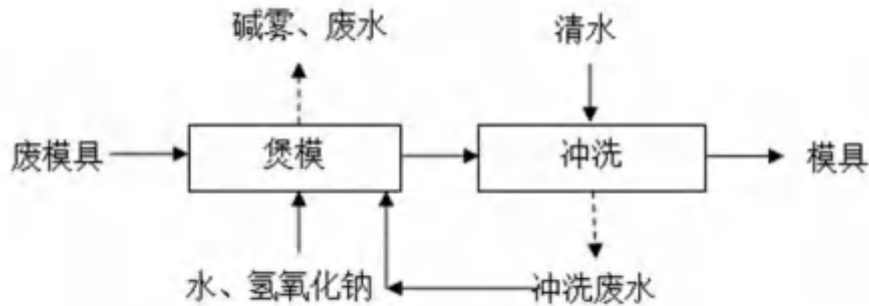 碱雾、废水
清水
废模具
煲模
冲洗
模具
水、氢氧化钠
冲洗废水